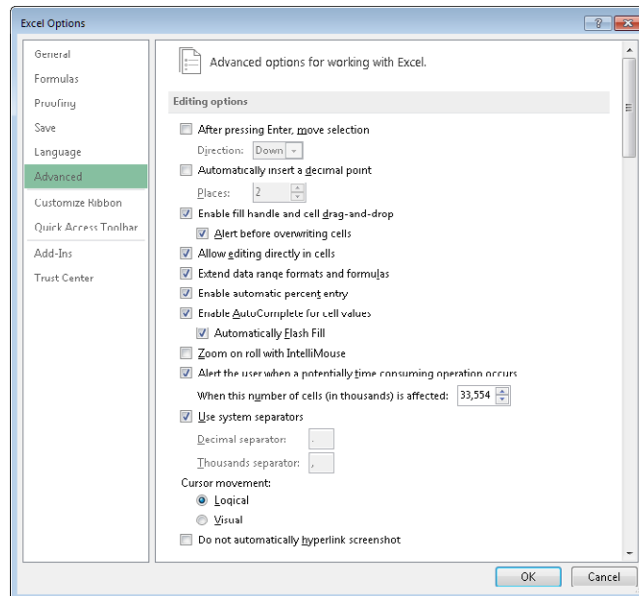 Excel Options
General
Formulas
Proofing
Save
Language
Advanced
Customize Ribbon
Quick Access Toolbar
Add-Ins
Trust Center
Advanced options for working with Excel.
Editing options
After pressing Enter, move selection
Direction: Down
Automatically insert a decimal point
Places: 2
Enable fill handle and cell drag-and-drop
Alert before overwriting cells
Allow editing directly in cells
Extend data range formats and formulas
Enable automatic percent entry
Enable AutoComplete for cell values
Automatically Flash Fill
Zoom on roll with IntelliMouse
Alert the user when a potentially time consuming operation occurs
When this number of cells (in thousands) is affected: 33,554
Use system separators
Decimal separator: .
Thousands separator: ,
Cursor movement:
Logical
Visual
Do not automatically hyperlink screenshot
OK Cancel